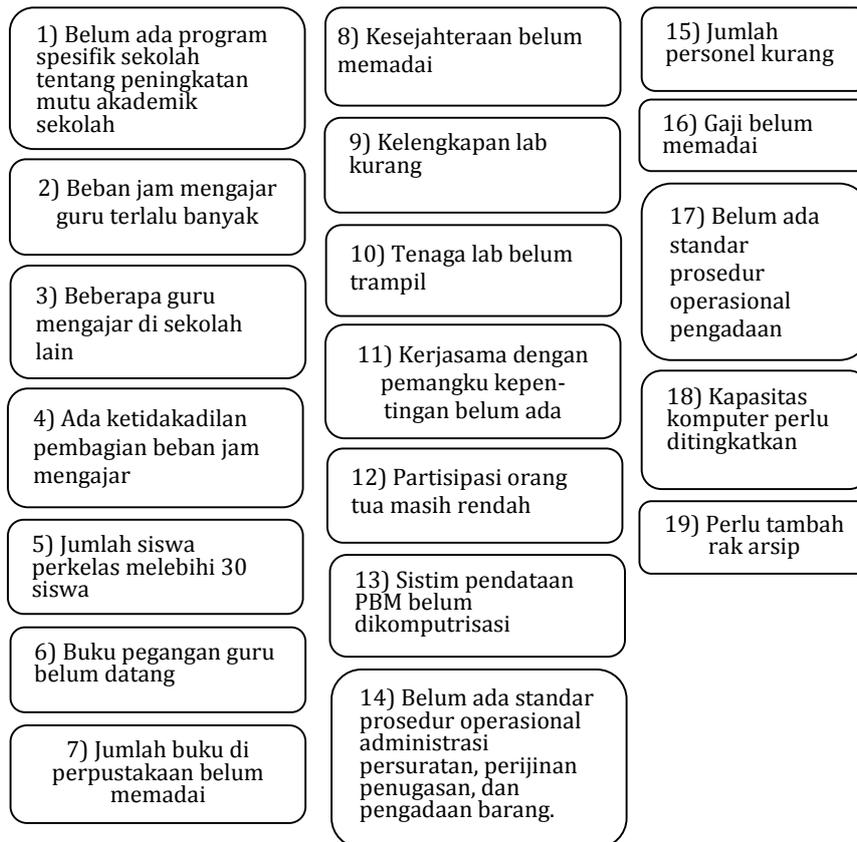 1) Belum ada program
spesifik sekolah
tentang peningkatan
mutu akademik
sekolah
2) Beban jam mengajar
guru terlalu banyak
3) Beberapa guru
mengajar di sekolah
lain
4) Ada ketidakadilan
pembagian beban jam
mengajar
5) Jumlah siswa
perkelas melebihi 30
siswa
6) Buku pegangan guru
belum datang
7) Jumlah buku di
perpustakaan belum
memadai
8) Kesejahteraan belum
memadai
9) Kelengkapan lab
kurang
10) Tenaga lab belum
trampil
11) Kerjasama dengan
pemangku kepen-
tingan belum ada
12) Partisipasi orang
tua masih rendah
13) Sistim pendataan
PBM belum
dikomputrisasi
14) Belum ada standar
prosedur operasional
administrasi
persuratan, perijinan
penugasan, dan
pengadaan barang.
15) Jumlah
personel kurang
16) Gaji belum
memadai
17) Belum ada
standar
prosedur
operasional
pengadaan
18) Kapasitas
komputer perlu
ditingkatkan
19) Perlu tambah
rak arsip